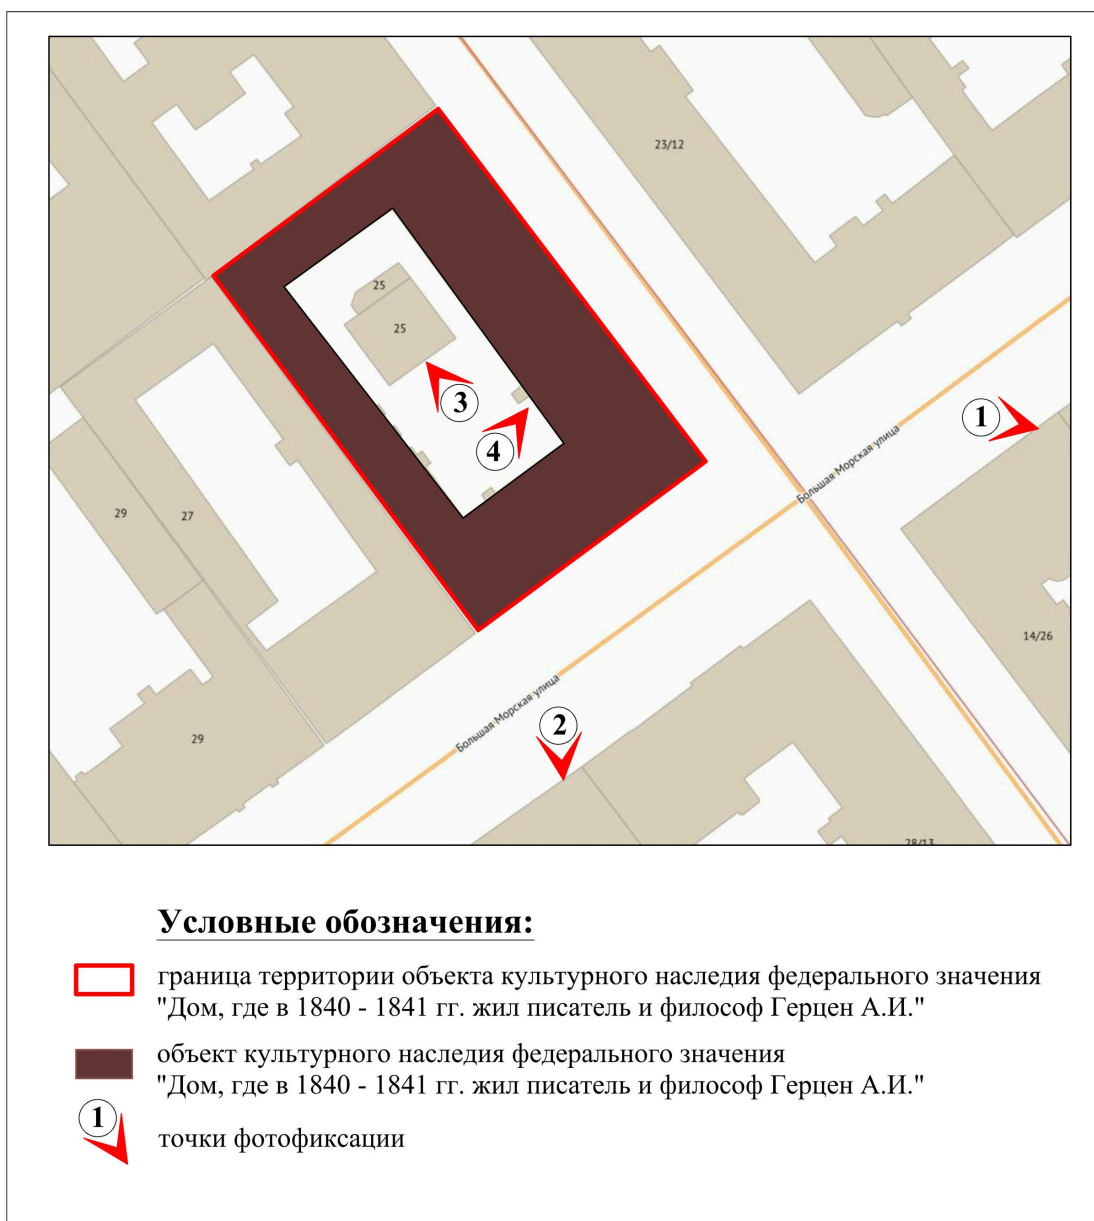 23/12
25
25
3
1
4
Большая Морская улица
29
27
14/26
Большая Морская улица
2
29
28/13
Условные обозначения:
граница территории объекта культурного наследия федерального значения
"Дом, где в 1840 - 1841 гг. жил писатель и философ Герцен А.И."
объект культурного наследия федерального значения
"Дом, где в 1840 - 1841 гг. жил писатель и философ Герцен А.И."
1
точки фотофиксации